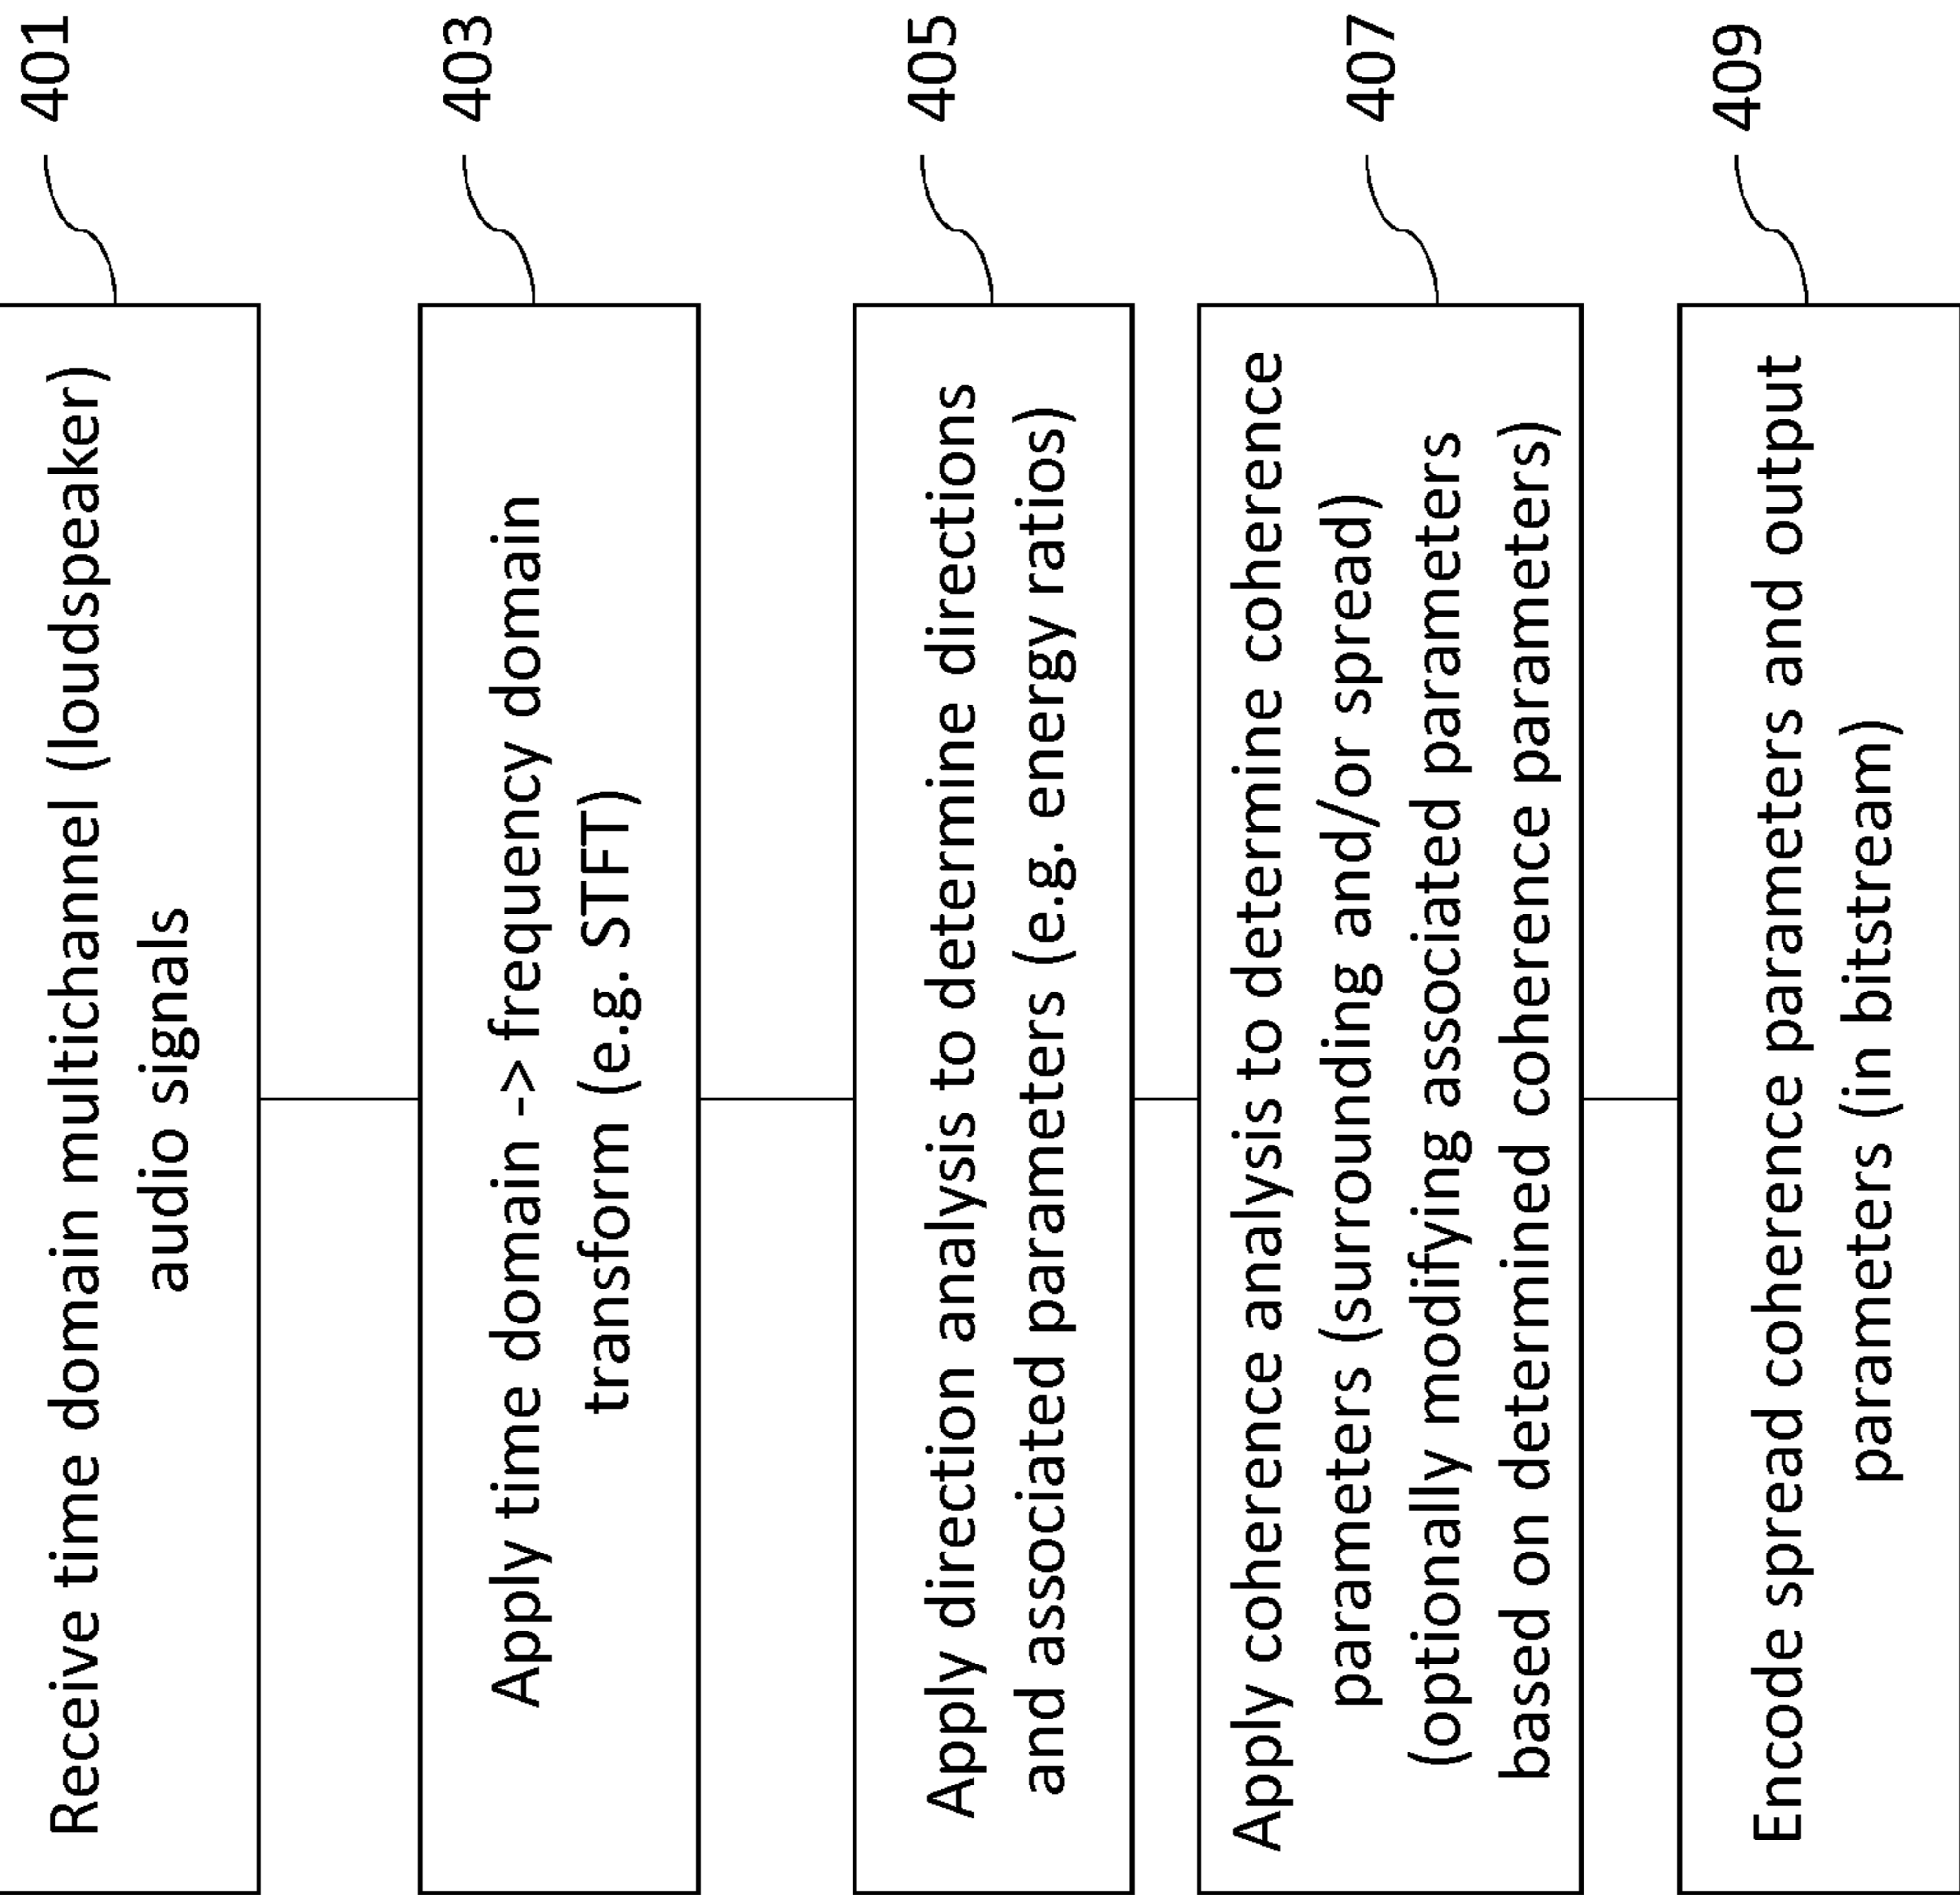 Receive time domain multichannel (loudspeaker)
audio signals
401
Apply time domain -> frequency domain
transform (e.g. STFT)
403
Apply direction analysis to determine directions
and associated parameters (e.g. energy ratios)
405
Apply coherence analysis to determine coherence
parameters (surrounding and/or spread)
(optionally modifying associated parameters
based on determined coherence parameters)
407
Encode spread coherence parameters and output
parameters (in bitstream)
409